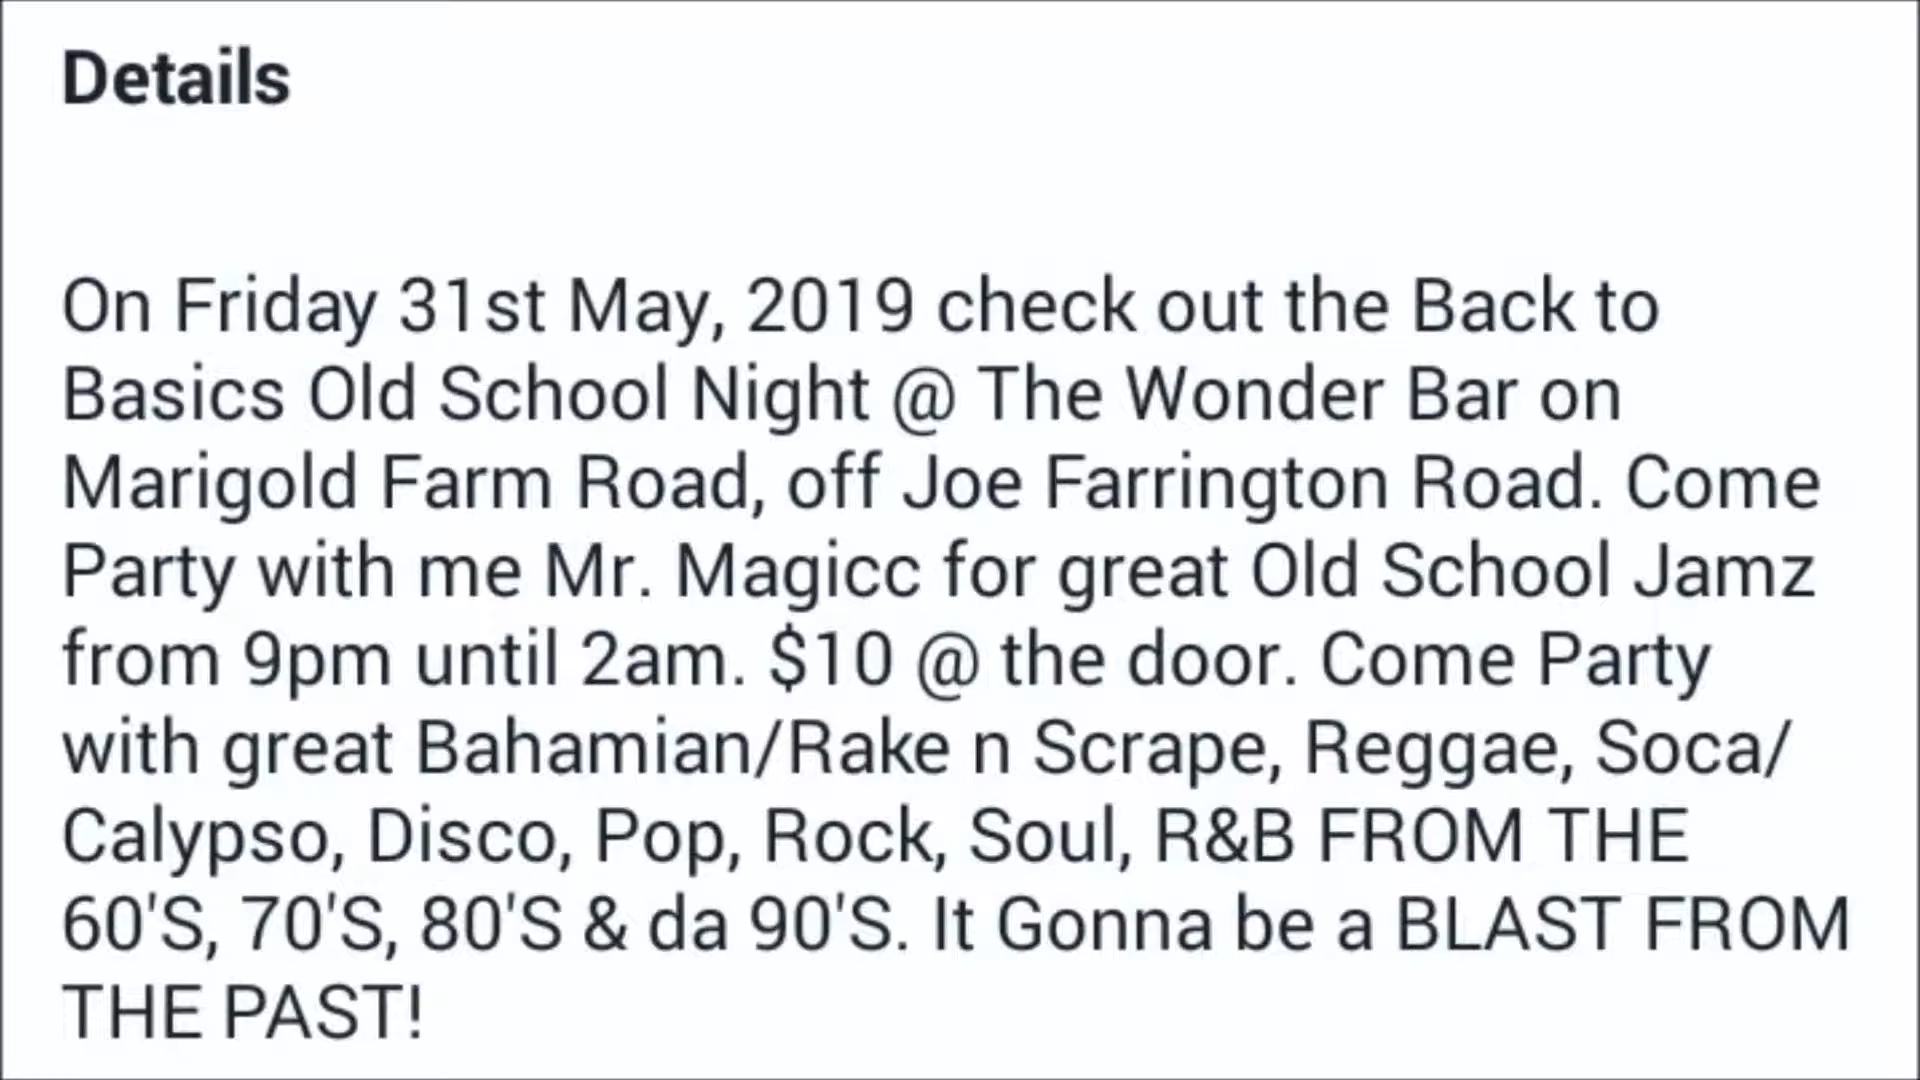 Details
On Friday 31st May, 2019 check out the Back to
Basics Old School Night @ The Wonder Bar on
Marigold Farm Road, off Joe Farrington Road. Come
Party with me Mr. Magicc for great Old School Jamz
from 9pm until 2am. $10 @ the door. Come Party
with great Bahamian/Rake n Scrape, Reggae, Soca/
Calypso, Disco, Pop, Rock, Soul, R&B FROM THE
60'S, 70'S, 80'S & da 90'S. It Gonna be a BLAST FROM
THE PAST!